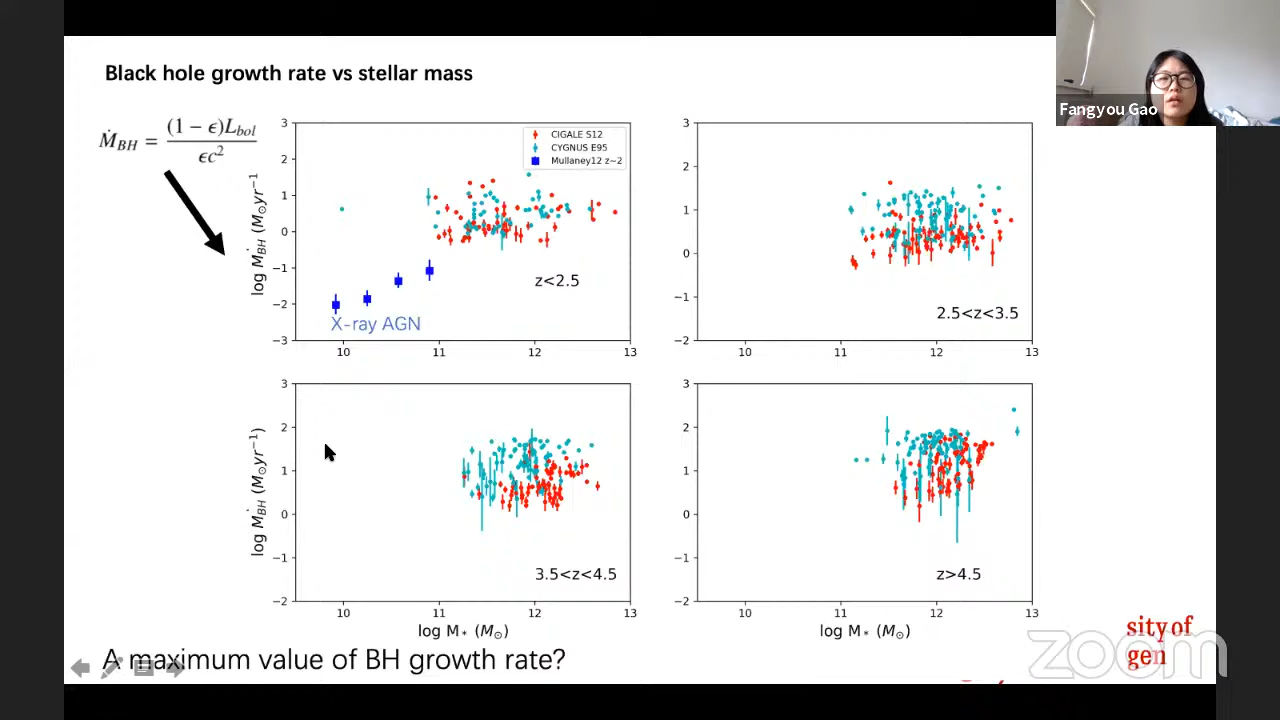 Black hole growth rate vs stellar mass
Fangyou Gao
Ṁ_BH = (1 − ϵ)L_bol / ϵc²
3
2
1
0
−1
−2
−3
log Ṁ_BH (M⊙yr⁻¹)
CIGALE S12
CYGNUS E95
Mullaney12 z~2
z<2.5
X-ray AGN
10 11 12 13
3
2
1
0
−1
−2
2.5<z<3.5
10 11 12 13
3
2
1
0
−1
−2
log Ṁ_BH (M⊙yr⁻¹)
3.5<z<4.5
10 11 12 13
log M* (M⊙)
3
2
1
0
−1
−2
z>4.5
10 11 12 13
log M* (M⊙)
A maximum value of BH growth rate?
sity of
gen
zoom